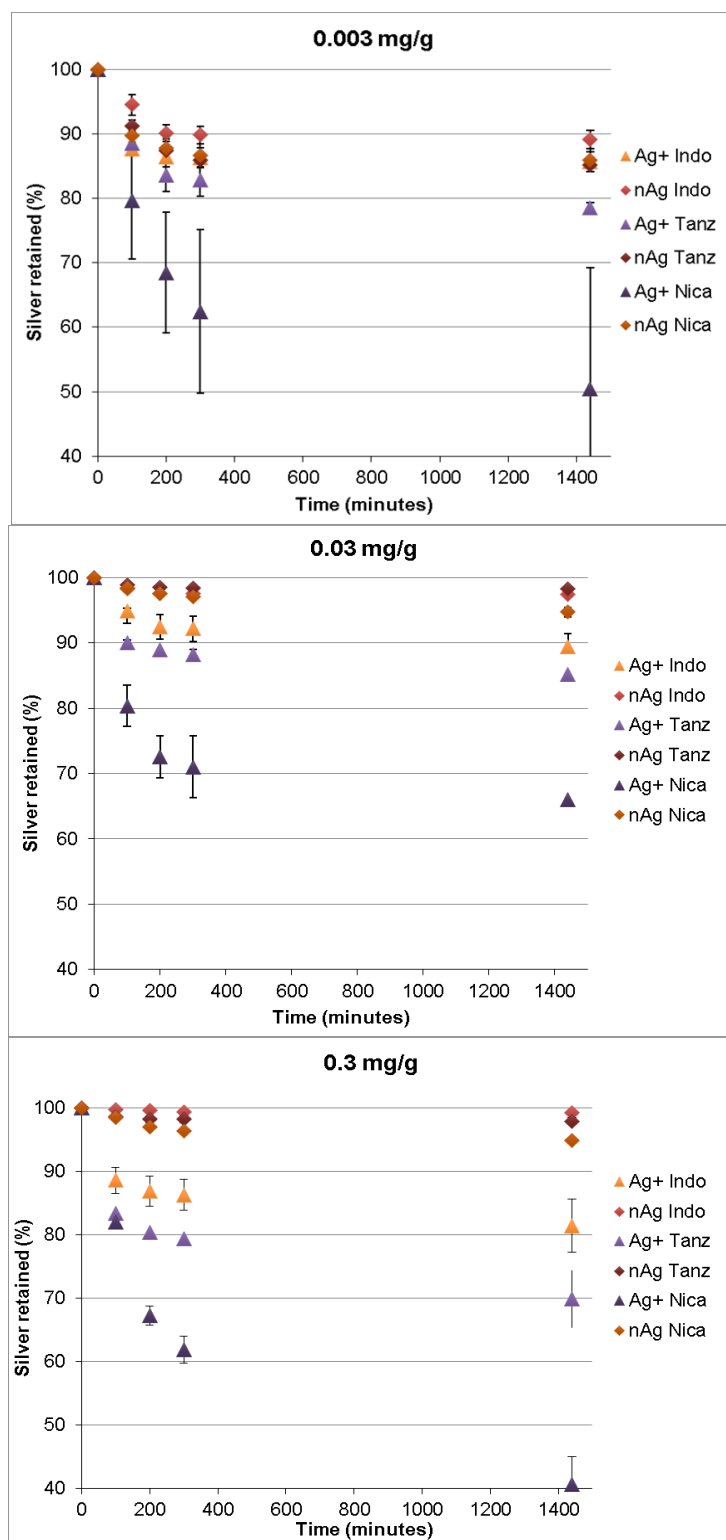 0.003 mg/g
Silver retained (%)
100
90
80
70
60
50
40
0 200 400 600 800 1000 1200 1400
Time (minutes)
Ag+ Indo
nAg Indo
Ag+ Tanz
nAg Tanz
Ag+ Nica
nAg Nica
0.03 mg/g
Silver retained (%)
100
90
80
70
60
50
40
0 200 400 600 800 1000 1200 1400
Time (minutes)
Ag+ Indo
nAg Indo
Ag+ Tanz
nAg Tanz
Ag+ Nica
nAg Nica
0.3 mg/g
Silver retained (%)
100
90
80
70
60
50
40
0 200 400 600 800 1000 1200 1400
Time (minutes)
Ag+ Indo
nAg Indo
Ag+ Tanz
nAg Tanz
Ag+ Nica
nAg Nica